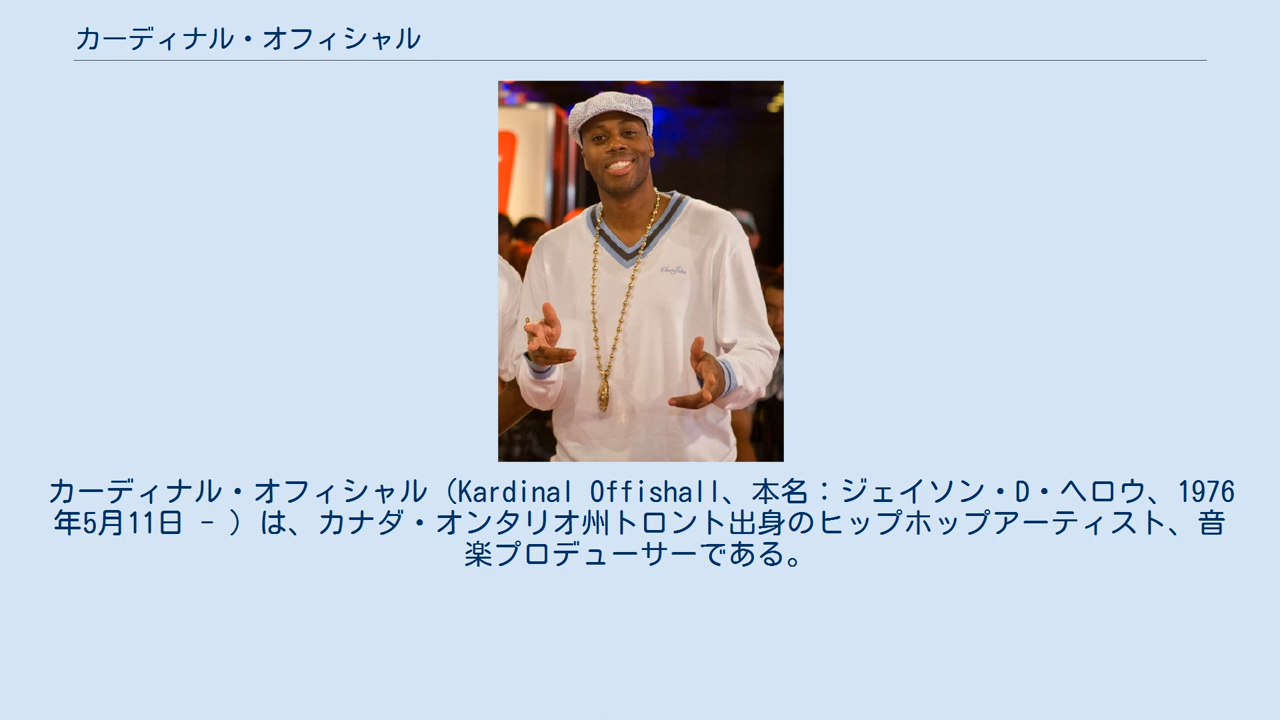 カーディナル・オフィシャル
カーディナル・オフィシャル（Kardinal Offishall、本名：ジェイソン・D・ヘロウ、1976
年5月11日 - ）は、カナダ・オンタリオ州トロント出身のヒップホップアーティスト、音
楽プロデューサーである。